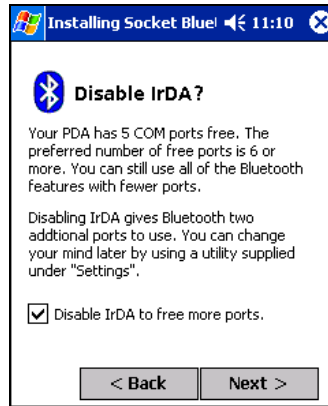 Installing Socket Blue 11:10
Disable IrDA?
Your PDA has 5 COM ports free. The
preferred number of free ports is 6 or
more. You can still use all of the Bluetooth
features with fewer ports.
Disabling IrDA gives Bluetooth two
addtional ports to use. You can change
your mind later by using a utility supplied
under "Settings".
Disable IrDA to free more ports.
< Back Next >